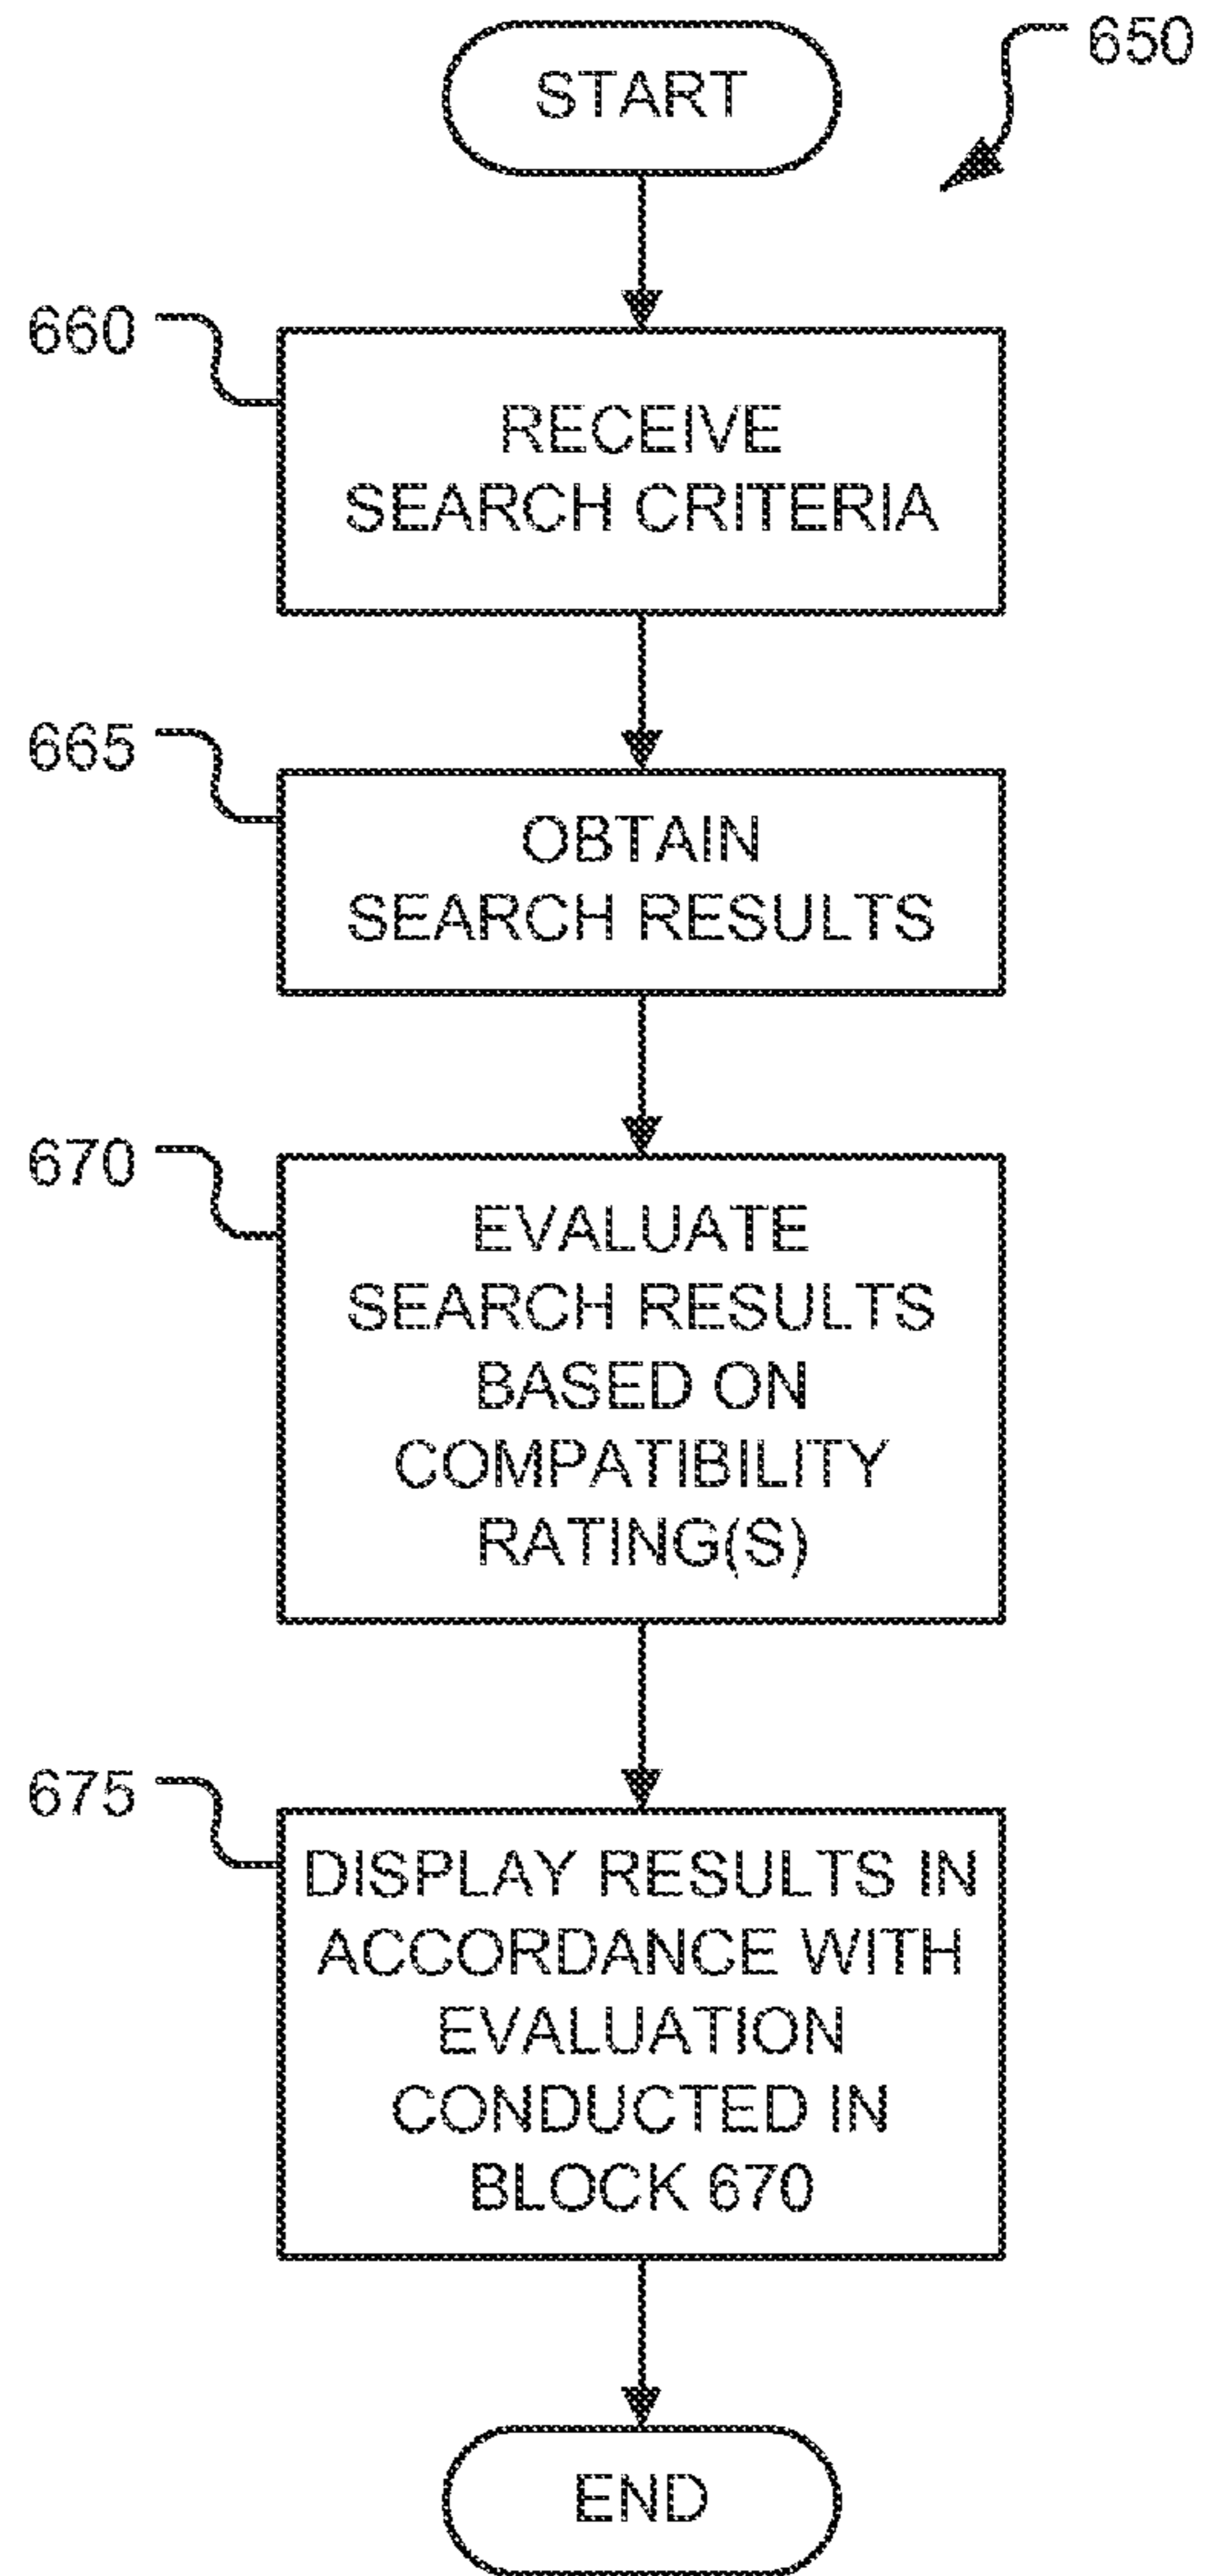 650
START
660
RECEIVE
SEARCH CRITERIA
665
OBTAIN
SEARCH RESULTS
670
EVALUATE
SEARCH RESULTS
BASED ON
COMPATIBILITY
RATING(S)
675
DISPLAY RESULTS IN
ACCORDANCE WITH
EVALUATION
CONDUCTED IN
BLOCK 670
END